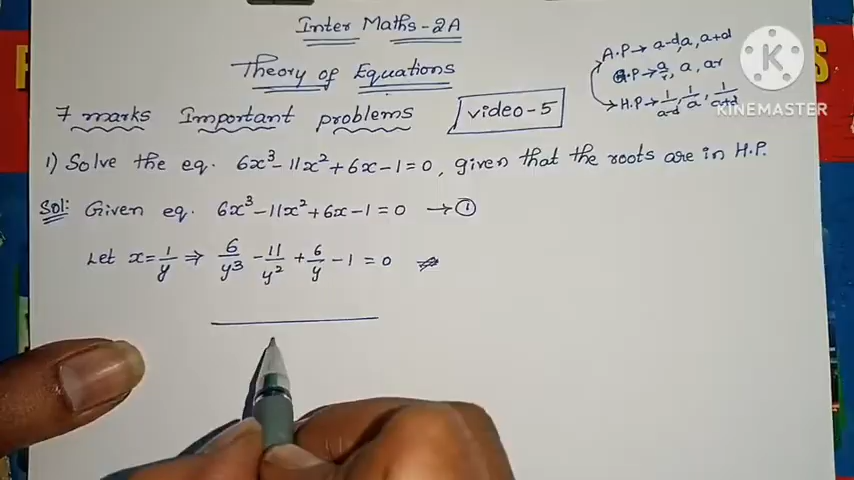 Inter Maths-2A
Theory of Equations
A.P → a-d, a, a+d
G.P → a/r, a, ar
H.P → 1/(a-d), 1/a, 1/(a+d)
KINEMASTER
7 marks Important problems video-5
1) Solve the eq. 6x³-11x²+6x-1=0, given that the roots are in H.P.
Sol: Given eq. 6x³-11x²+6x-1=0 → ①
Let x=1/y ⇒ 6/y³ - 11/y² + 6/y - 1 = 0